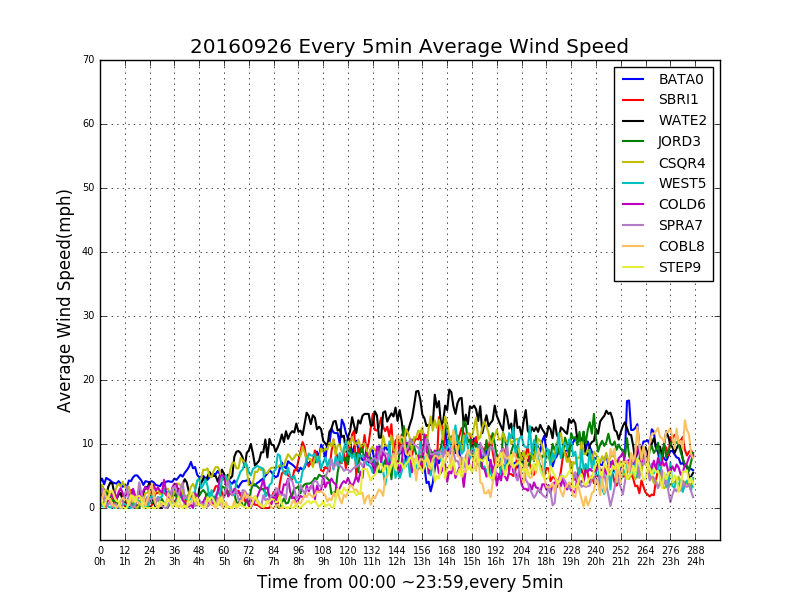 20160926 Every 5min Average Wind Speed
70
60
50
40
30
20
10
0
Average Wind Speed(mph)
BATA0
SBRI1
WATE2
JORD3
CSQR4
WEST5
COLD6
SPRA7
COBL8
STEP9
0 12 24 36 48 60 72 84 96 108 120 132 144 156 168 180 192 204 216 228 240 252 264 276 288
0h 1h 2h 3h 4h 5h 6h 7h 8h 9h 10h 11h 12h 13h 14h 15h 16h 17h 18h 19h 20h 21h 22h 23h 24h
Time from 00:00 ~23:59,every 5min